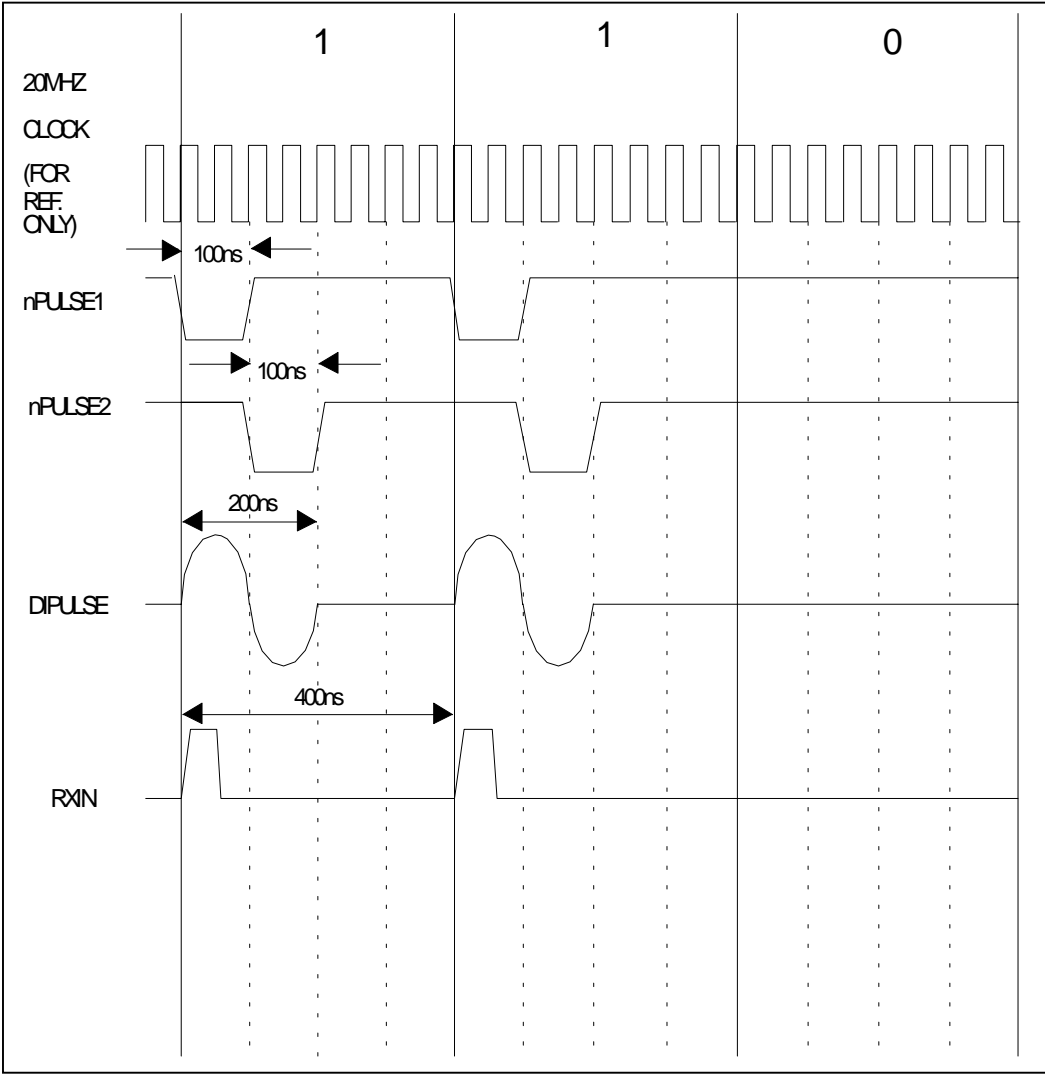 1 1 0
20MHZ
CLOCK
(FOR
REF.
ONLY)
100ns
nPULSE1
100ns
nPULSE2
200ns
DIPULSE
400ns
RXIN